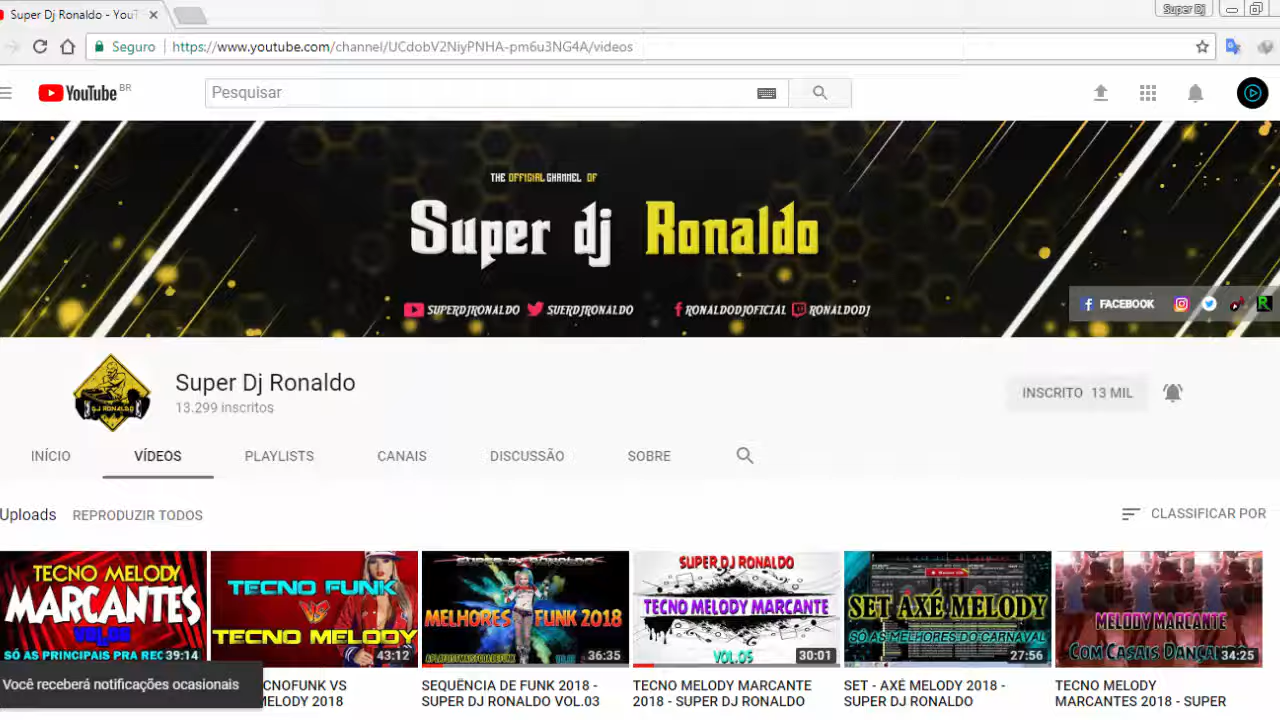 Super Dj Ronaldo - YouT
Super Dj
Seguro
https://www.youtube.com/channel/UCdobV2NiyPNHA-pm6u3NG4A/videos
YouTube BR
Pesquisar
THE OFFICIAL CHANNEL OF
Super dj Ronaldo
SUPERDJRONALDO SUERDJRONALDO RONALDODJOFICIAL RONALDODJ
FACEBOOK
Super Dj Ronaldo
13.299 inscritos
INSCRITO 13 MIL
INÍCIO VÍDEOS PLAYLISTS CANAIS DISCUSSÃO SOBRE
Uploads REPRODUZIR TODOS
CLASSIFICAR POR
TECNO MELODY
MARCANTES
VOL.06
SÓ AS PRINCIPAIS PRA REC
39:14
TECNO FUNK
VS
TECNO MELODY
43:12
SUPER DJ RONALDO
MELHORES FUNK 2018
36:35
SUPER DJ RONALDO
TECNO MELODY MARCANTE
VOL.05
30:01
SET AXÉ MELODY
SÓ AS MELHORES DO CARNAVAL
27:56
MELODY MARCANTE
COM CASAIS DANÇA
34:25
Você receberá notificações ocasionais
CNOFUNK VS
ELODY 2018
SEQUÊNCIA DE FUNK 2018 -
SUPER DJ RONALDO VOL.03
TECNO MELODY MARCANTE
2018 - SUPER DJ RONALDO
SET - AXÉ MELODY 2018 -
SUPER DJ RONALDO
TECNO MELODY
MARCANTES 2018 - SUPER